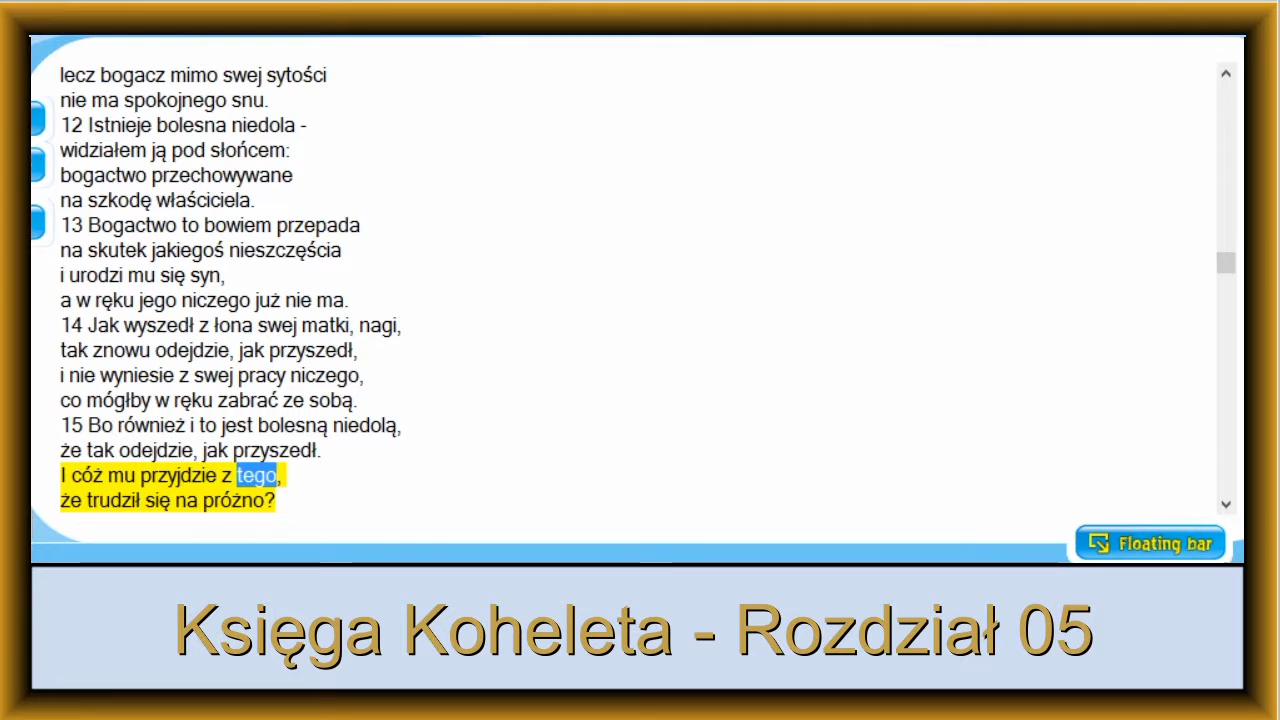 lecz bogacz mimo swej sytości
nie ma spokojnego snu.
12 Istnieje bolesna niedola -
widziałem ją pod słońcem:
bogactwo przechowywane
na szkodę właściciela.
13 Bogactwo to bowiem przepada
na skutek jakiegoś nieszczęścia
i urodzi mu się syn,
a w ręku jego niczego już nie ma.
14 Jak wyszedł z łona swej matki, nagi,
tak znowu odejdzie, jak przyszedł,
i nie wyniesie z swej pracy niczego,
co mógłby w ręku zabrać ze sobą.
15 Bo również i to jest bolesną niedolą,
że tak odejdzie, jak przyszedł.
I cóż mu przyjdzie z tego,
że trudził się na próżno?
Floating bar
Księga Koheleta - Rozdział 05